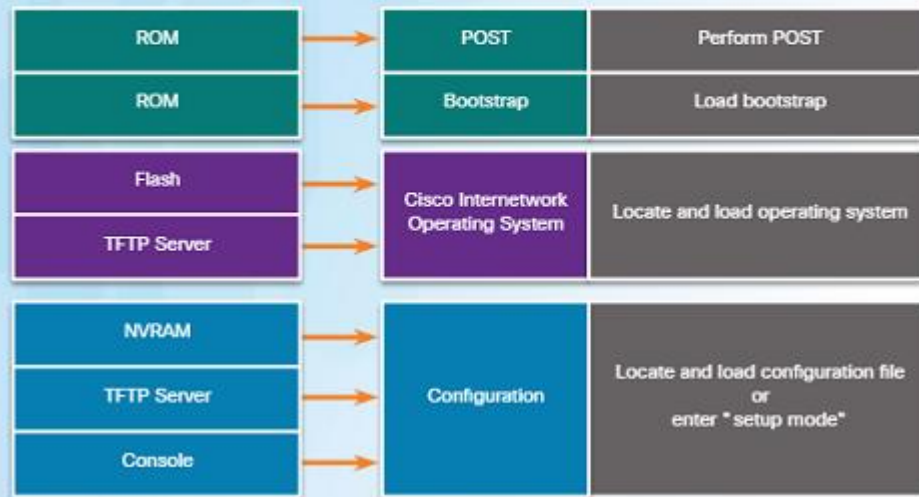 ROM
POST
Perform POST
ROM
Bootstrap
Load bootstrap
Flash
TFTP Server
Cisco Internetwork
Operating System
Locate and load operating system
NVRAM
TFTP Server
Console
Configuration
Locate and load configuration file
or
enter "setup mode"